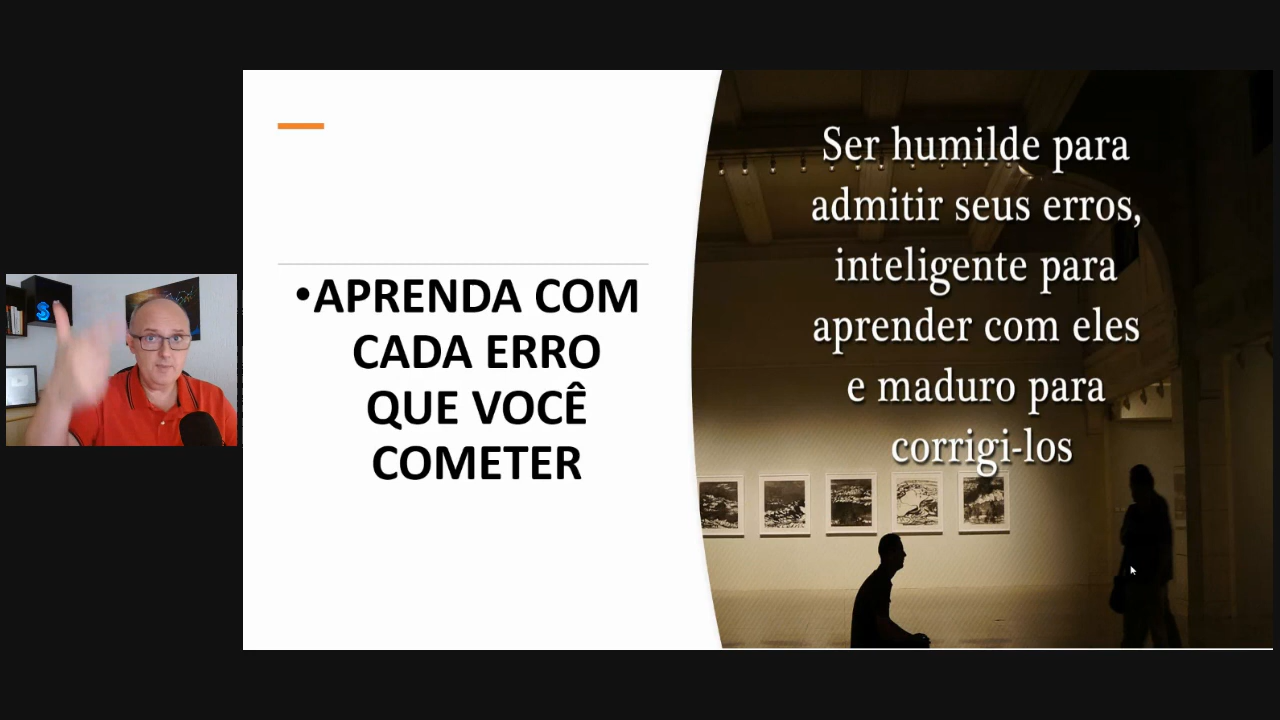 •APRENDA COM
CADA ERRO
QUE VOCÊ
COMETER
Ser humilde para
admitir seus erros,
inteligente para
aprender com eles
e maduro para
corrigi-los